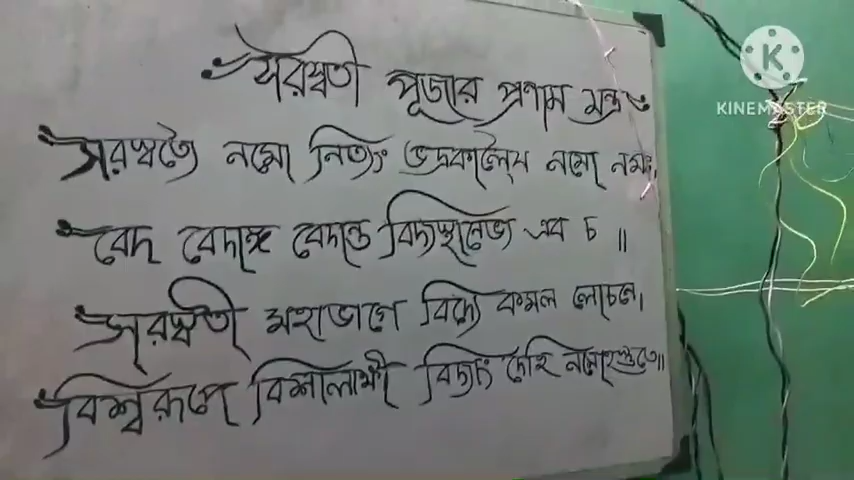 সরস্বতী পূজার প্রণাম মন্ত্র
সরস্বত্যৈ নমো নিত্যং ভদ্রকাল্যৈ নমো নমঃ।
বেদ বেদাঙ্গ বেদান্ত বিদ্যাস্থানেভ্য এব চ ॥
সরস্বতী মহাভাগে বিদ্যে কমল লোচনে।
বিশ্বরূপে বিশালাক্ষী বিদ্যাং দেহি নমোহস্তুতে॥
KINEMASTER